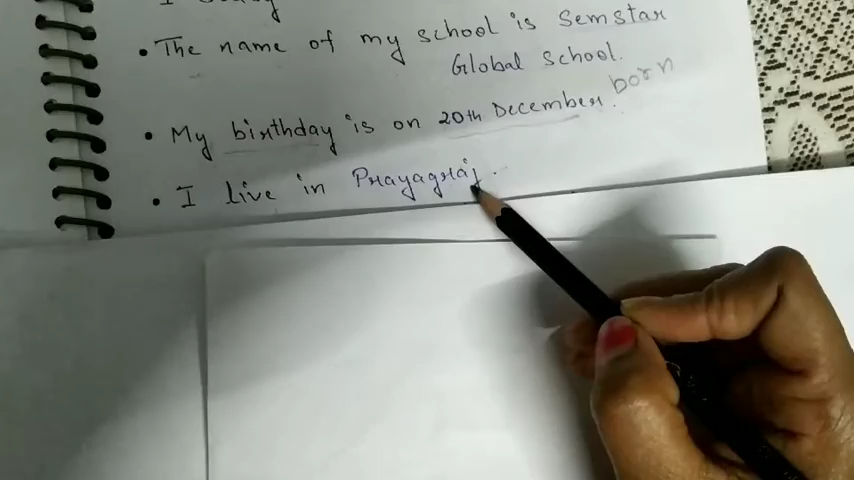 • The name of my school is Semstar
Global School.
• My birthday is on 20th December. born
• I live in Prayagraj.